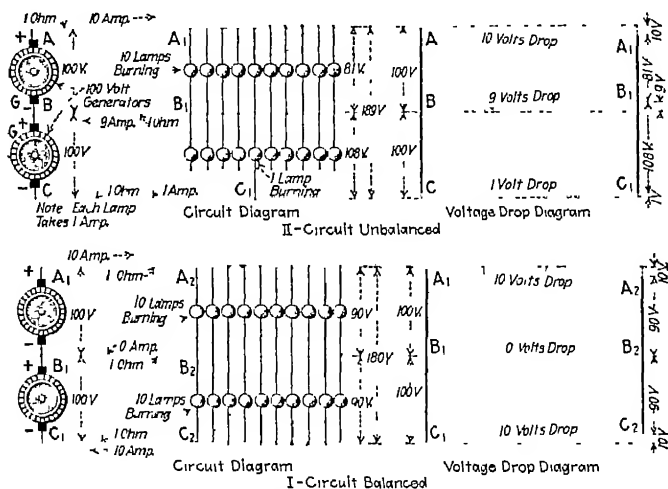 1 Ohm 10 Amp.
+ A
100V.
G - B
100 Volt
Generators
G +
9 Amp. 1 Ohm
100V
- C
1 Ohm 1 Amp.
Note Each Lamp
Takes 1 Amp.
A1
10 Lamps
Burning
81V.
100V.
B1
189V.
108V.
100V
1 Lamp
Burning
C1
Circuit Diagram
A 10 Volts Drop A1
10V.
81V.
9V.
B 9 Volts Drop B1
108V.
C 1 Volt Drop C1
1V.
Voltage Drop Diagram
II-Circuit Unbalanced
10 Amp.
1 Ohm
+ A1
100V
-
0 Amp.
1 Ohm
+ B1
100V
- C1
1 Ohm
10 Amp.
A2
10 Lamps
Burning
90V
100V.
B2
180V.
10 Lamps
Burning
90V.
100V
C2
Circuit Diagram
A1 10 Volts Drop A2
10V.
90V.
B1 0 Volts Drop B2
90V.
C1 10 Volts Drop C2
10V.
Voltage Drop Diagram
I-Circuit Balanced